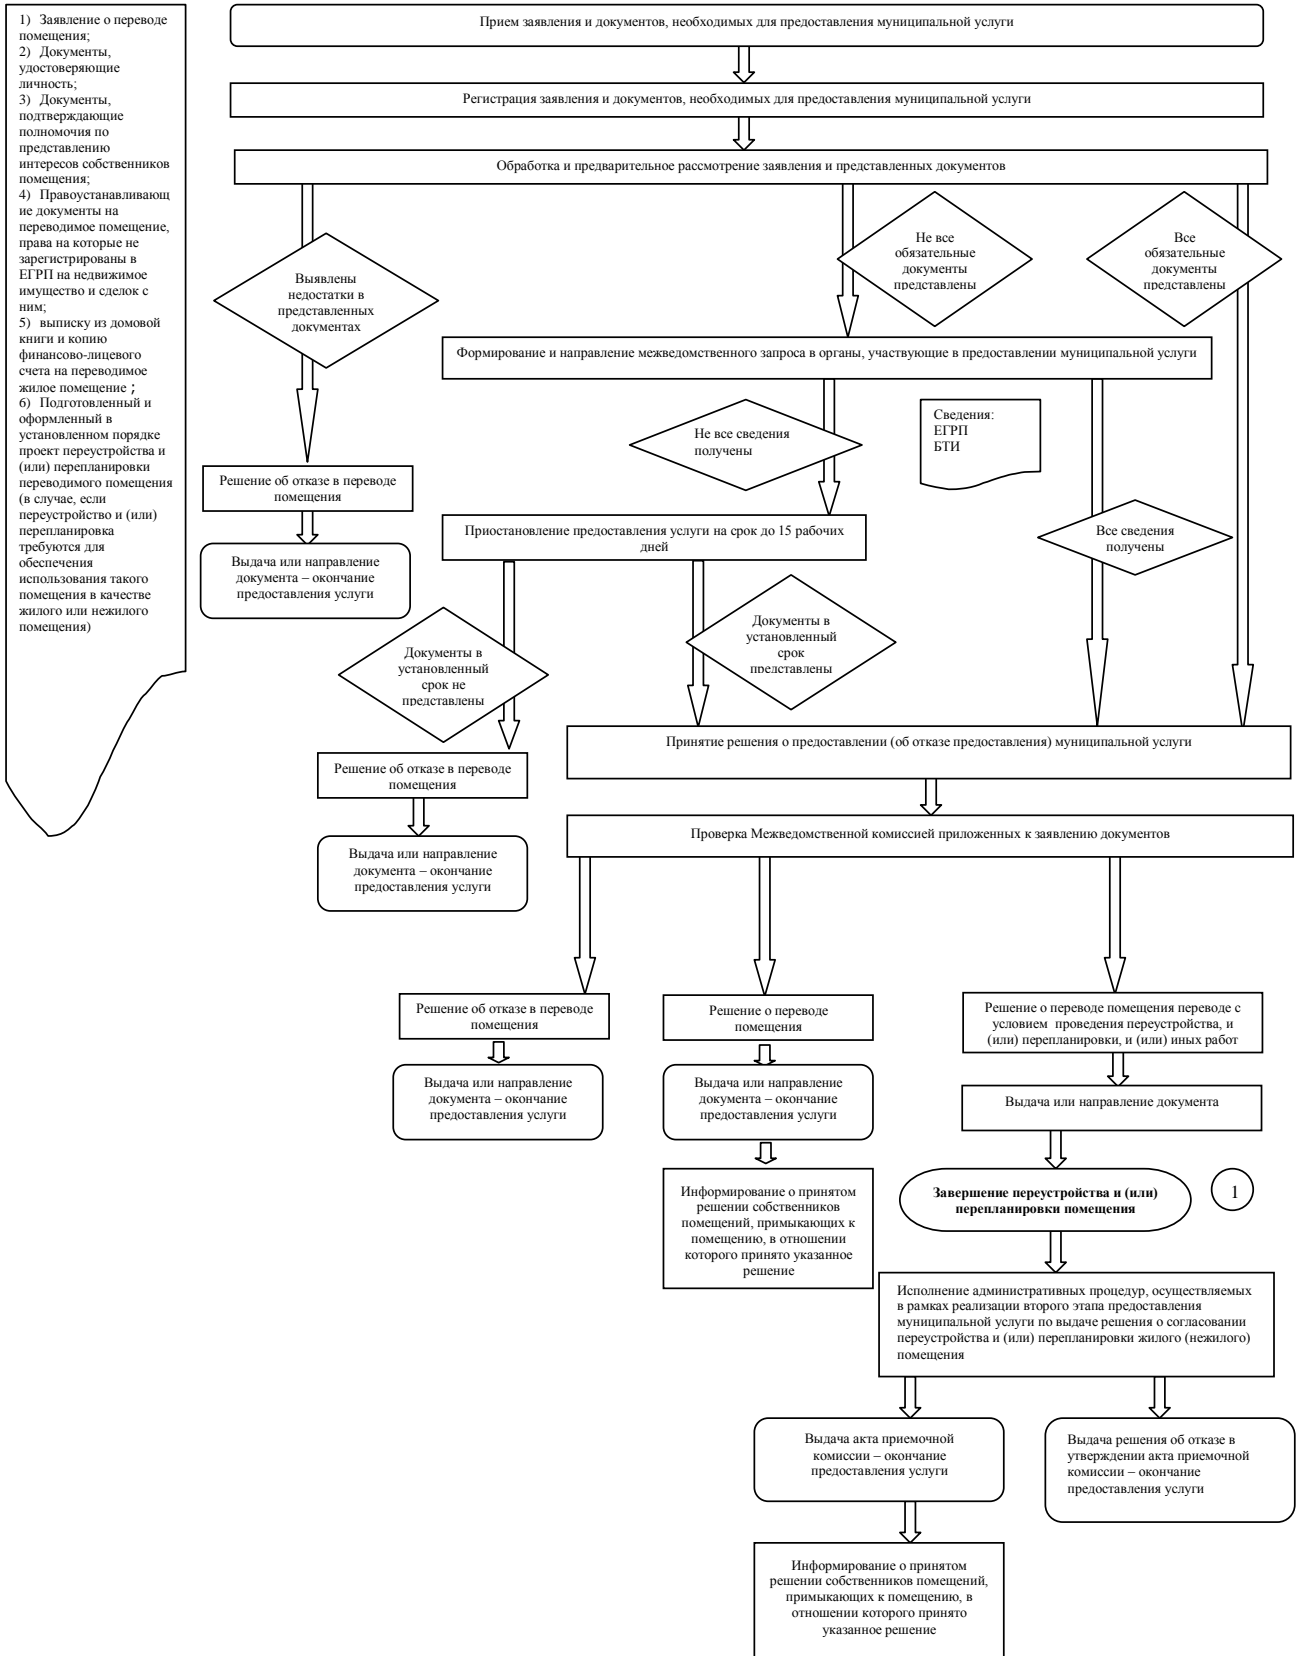 1) Заявление о переводе
помещения;
2) Документы,
удостоверяющие
личность;
3) Документы,
подтверждающие
полномочия по
представлению
интересов собственников
помещения;
4) Правоустанавливающ
ие документы на
переводимое помещение,
права на которые не
зарегистрированы в
ЕГРП на недвижимое
имущество и сделок с
ним;
5) выписку из домовой
книги и копию
финансово-лицевого
счета на переводимое
жилое помещение ;
6) Подготовленный и
оформленный в
установленном порядке
проект переустройства и
(или) перепланировки
переводимого помещения
(в случае, если
переустройство и (или)
перепланировка
требуются для
обеспечения
использования такого
помещения в качестве
жилого или нежилого
помещения)
Прием заявления и документов, необходимых для предоставления муниципальной услуги
Регистрация заявления и документов, необходимых для предоставления муниципальной услуги
Обработка и предварительное рассмотрение заявления и представленных документов
Выявлены
недостатки в
представленных
документах
Не все
обязательные
документы
представлены
Все
обязательные
документы
представлены
Формирование и направление межведомственного запроса в органы, участвующие в предоставлении муниципальной услуги
Не все сведения
получены
Сведения:
ЕГРП
БТИ
Решение об отказе в переводе
помещения
Выдача или направление
документа – окончание
предоставления услуги
Приостановление предоставления услуги на срок до 15 рабочих
дней
Все сведения
получены
Документы в
установленный
срок не
представлены
Документы в
установленный
срок
представлены
Принятие решения о предоставлении (об отказе предоставления) муниципальной услуги
Решение об отказе в переводе
помещения
Выдача или направление
документа – окончание
предоставления услуги
Проверка Межведомственной комиссией приложенных к заявлению документов
Решение об отказе в переводе
помещения
Выдача или направление
документа – окончание
предоставления услуги
Решение о переводе
помещения
Выдача или направление
документа – окончание
предоставления услуги
Информирование о принятом
решении собственников
помещений, примыкающих к
помещению, в отношении
которого принято указанное
решение
Решение о переводе помещения переводе с
условием проведения переустройства, и
(или) перепланировки, и (или) иных работ
Выдача или направление документа
Завершение переустройства и (или)
перепланировки помещения
1
Исполнение административных процедур, осуществляемых
в рамках реализации второго этапа предоставления
муниципальной услуги по выдаче решения о согласовании
переустройства и (или) перепланировки жилого (нежилого)
помещения
Выдача акта приемочной
комиссии – окончание
предоставления услуги
Выдача решения об отказе в
утверждении акта приемочной
комиссии – окончание
предоставления услуги
Информирование о принятом
решении собственников помещений,
примыкающих к помещению, в
отношении которого принято
указанное решение